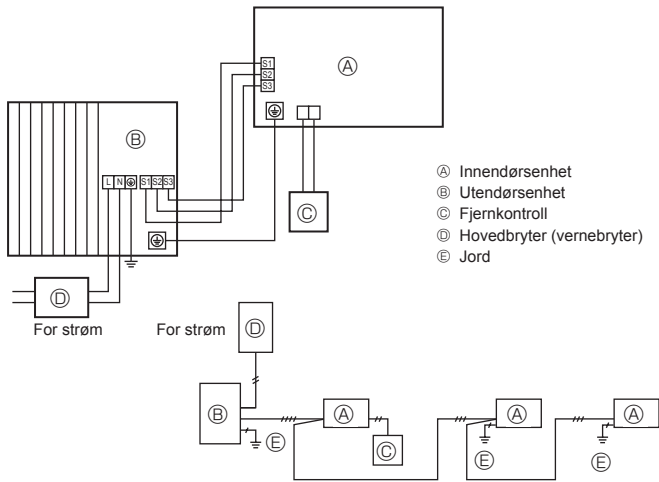 S1
S2
S3
Ⓐ
Ⓑ
L N S1 S2 S3
Ⓒ
Ⓓ
For strøm
Ⓐ Innendørsenhet
Ⓑ Utendørsenhet
Ⓒ Fjernkontroll
Ⓓ Hovedbryter (vernebryter)
Ⓔ Jord
For strøm
Ⓓ
Ⓑ Ⓐ Ⓐ Ⓐ
Ⓔ Ⓒ Ⓔ Ⓔ